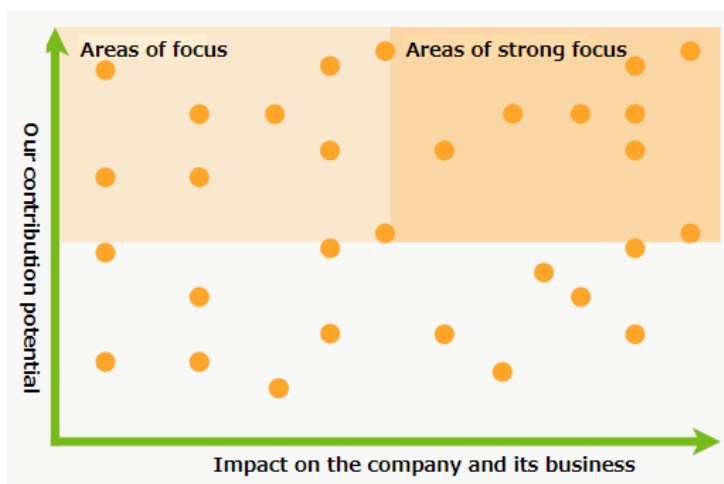 Areas of focus
Areas of strong focus
Our contribution potential
Impact on the company and its business